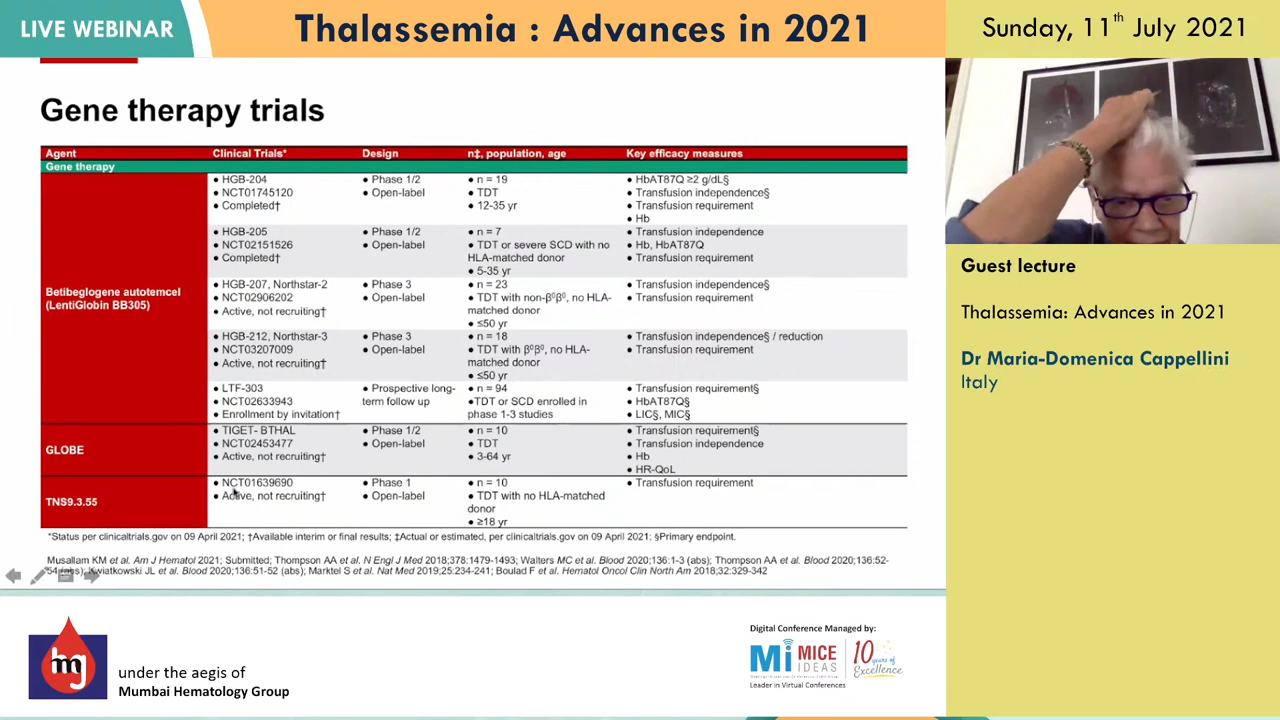 LIVE WEBINAR
Thalassemia : Advances in 2021
Sunday, 11th July 2021
Gene therapy trials
Agent Clinical Trials* Design n‡, population, age Key efficacy measures
Gene therapy
Betibeglogene autotemcel
(LentiGlobin BB305)
● HGB-204 ● Phase 1/2 ● n = 19 ● HbAT87Q ≥2 g/dL§
● NCT01745120 ● Open-label ● TDT ● Transfusion independence§
● Completed† ● 12-35 yr ● Transfusion requirement
● Hb
● HGB-205 ● Phase 1/2 ● n = 7 ● Transfusion independence
● NCT02151526 ● Open-label ● TDT or severe SCD with no ● Hb, HbAT87Q
● Completed† HLA-matched donor ● Transfusion requirement
● 5-35 yr
● HGB-207, Northstar-2 ● Phase 3 ● n = 23 ● Transfusion independence§
● NCT02906202 ● Open-label ● TDT with non-β⁰β⁰, no HLA- ● Transfusion requirement
● Active, not recruiting† matched donor
● ≤50 yr
● HGB-212, Northstar-3 ● Phase 3 ● n = 18 ● Transfusion independence§ / reduction
● NCT03207009 ● Open-label ● TDT with β⁰β⁰, no HLA- ● Transfusion requirement
● Active, not recruiting† matched donor
● ≤50 yr
● LTF-303 ● Prospective long- ● n = 94 ● Transfusion requirement§
● NCT02633943 term follow up ●TDT or SCD enrolled in ● HbAT87Q§
● Enrollment by invitation† phase 1-3 studies ● LIC§, MIC§
GLOBE
● TIGET- BTHAL ● Phase 1/2 ● n = 10 ● Transfusion requirement§
● NCT02453477 ● Open-label ● TDT ● Transfusion independence
● Active, not recruiting† ● 3-64 yr ● Hb
● HR-QoL
TNS9.3.55
● NCT01639690 ● Phase 1 ● n = 10 ● Transfusion requirement
● Active, not recruiting† ● Open-label ● TDT with no HLA-matched
donor
● ≥18 yr
*Status per clinicaltrials.gov on 09 April 2021; †Available interim or final results; ‡Actual or estimated, per clinicaltrials.gov on 09 April 2021; §Primary endpoint.
Musallam KM et al. Am J Hematol 2021; Submitted; Thompson AA et al. N Engl J Med 2018;378:1479-1493; Walters MC et al. Blood 2020;136:1-3 (abs); Thompson AA et al. Blood 2020;136:52-
54 (abs); Kwiatkowski JL et al. Blood 2020;136:51-52 (abs); Marktel S et al. Nat Med 2019;25:234-241; Boulad F et al. Hematol Oncol Clin North Am 2018;32:329-342
Guest lecture
Thalassemia: Advances in 2021
Dr Maria-Domenica Cappellini
Italy
mg
under the aegis of
Mumbai Hematology Group
Digital Conference Managed by:
Mi MICE IDEAS
10 years of Excellence
Leader in Virtual Conferences